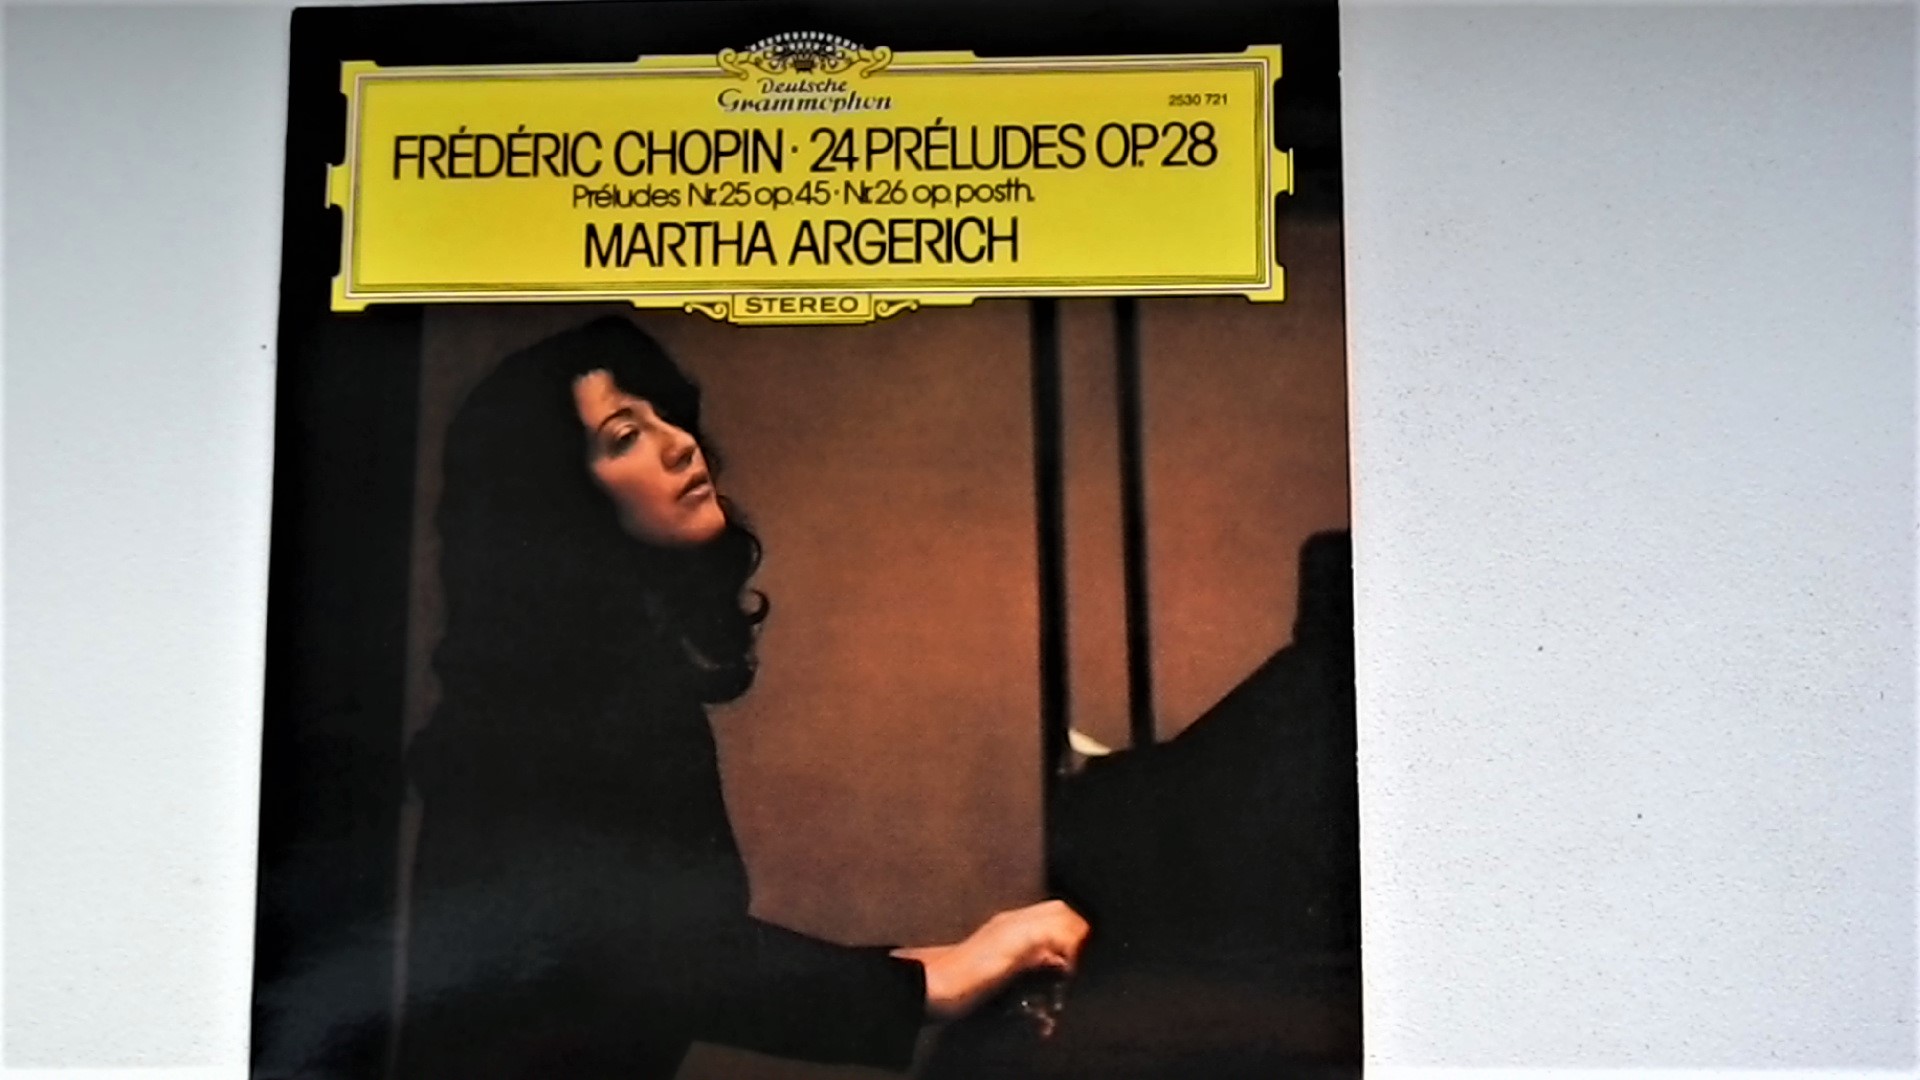 Deutsche
Grammophon
2530 721
FRÉDÉRIC CHOPIN · 24 PRÉLUDES OP. 28
Préludes Nr. 25 op. 45 · Nr. 26 op. posth.
MARTHA ARGERICH
STEREO